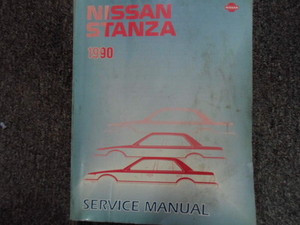 NISSAN
STANZA
1990
SERVICE MANUAL